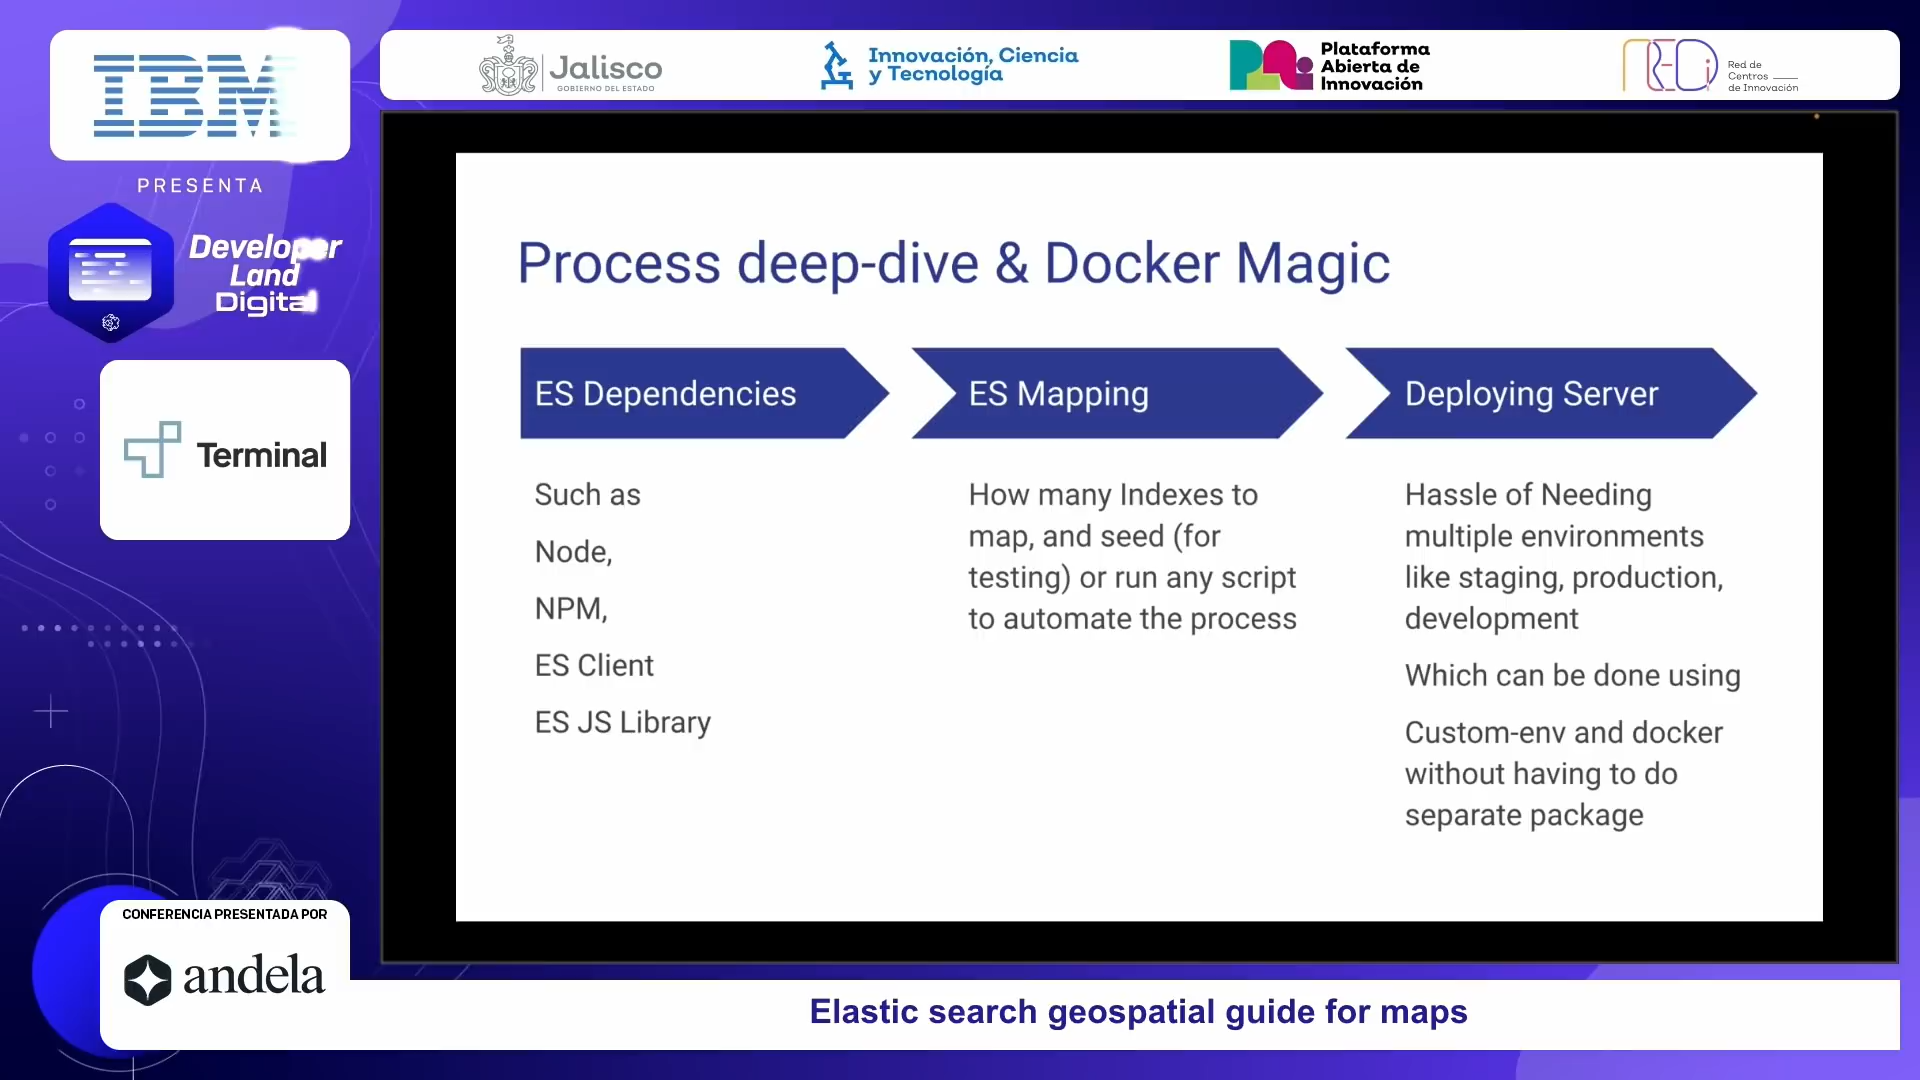 IBM
PRESENTA
Developer
Land
Digital
Terminal
CONFERENCIA PRESENTADA POR
andela
Jalisco
GOBIERNO DEL ESTADO
Innovación, Ciencia
y Tecnología
Plataforma
Abierta de
Innovación
REDi
Red de
Centros
de Innovación
Process deep-dive & Docker Magic
ES Dependencies
Such as
Node,
NPM,
ES Client
ES JS Library
ES Mapping
How many Indexes to
map, and seed (for
testing) or run any script
to automate the process
Deploying Server
Hassle of Needing
multiple environments
like staging, production,
development
Which can be done using
Custom-env and docker
without having to do
separate package
Elastic search geospatial guide for maps